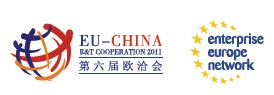 EU-CHINA
B&T COOPERATION 2011
第六届欧洽会
enterprise
europe
network